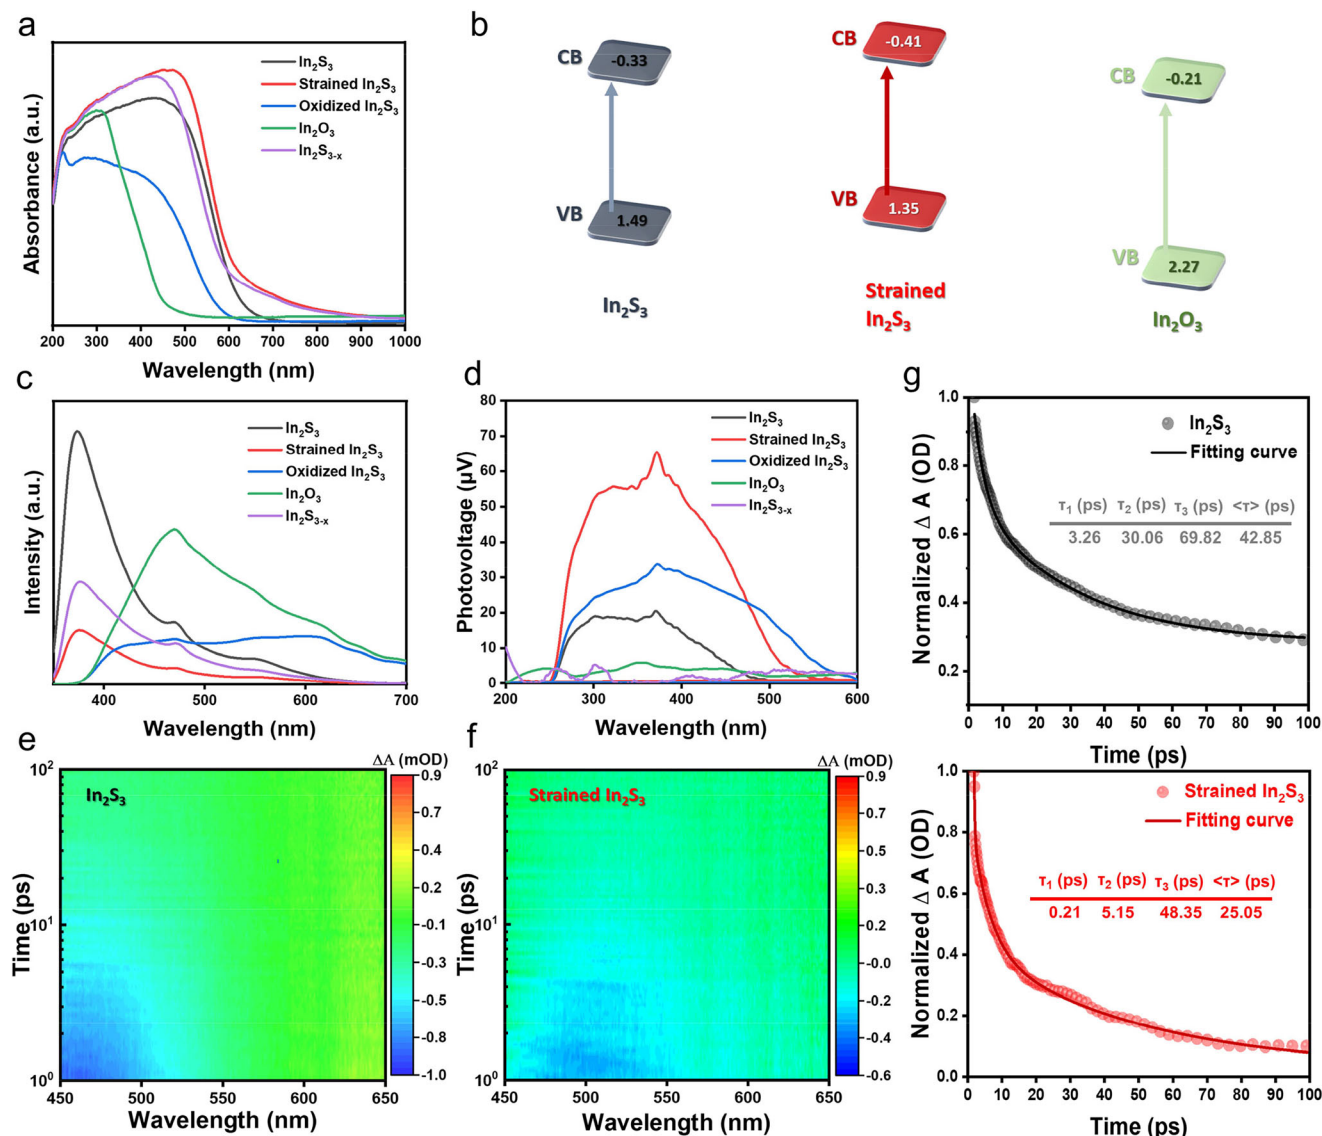 a
Absorbance (a.u.)
In₂S₃
Strained In₂S₃
Oxidized In₂S₃
In₂O₃
In₂S₃₋ₓ
200 300 400 500 600 700 800 900 1000
Wavelength (nm)
b
CB -0.33
VB 1.49
In₂S₃
CB -0.41
VB 1.35
Strained
In₂S₃
CB -0.21
VB 2.27
In₂O₃
c
Intensity (a.u.)
In₂S₃
Strained In₂S₃
Oxidized In₂S₃
In₂O₃
In₂S₃₋ₓ
400 500 600 700
Wavelength (nm)
d
Photovoltage (µV)
80
70
60
50
40
30
20
10
0
In₂S₃
Strained In₂S₃
Oxidized In₂S₃
In₂O₃
In₂S₃₋ₓ
200 300 400 500 600
Wavelength (nm)
e
ΔA (mOD)
In₂S₃
Time (ps)
10²
10¹
10⁰
450 500 550 600 650
Wavelength (nm)
0.9
0.7
0.6
0.4
0.2
-0.1
-0.3
-0.5
-0.8
-1.0
f
ΔA (mOD)
Strained In₂S₃
Time (ps)
10²
10¹
10⁰
450 500 550 600 650
Wavelength (nm)
0.9
0.6
0.5
0.3
0.1
-0.0
-0.2
-0.3
-0.4
-0.6
g
Normalized Δ A (OD)
1.0
0.8
0.6
0.4
0.2
In₂S₃
Fitting curve
τ₁ (ps) τ₂ (ps) τ₃ (ps) <τ> (ps)
3.26 30.06 69.82 42.85
0 10 20 30 40 50 60 70 80 90 100
Time (ps)
Normalized Δ A (OD)
1.0
0.8
0.6
0.4
0.2
0.0
Strained In₂S₃
Fitting curve
τ₁ (ps) τ₂ (ps) τ₃ (ps) <τ> (ps)
0.21 5.15 48.35 25.05
0 10 20 30 40 50 60 70 80 90 100
Time (ps)